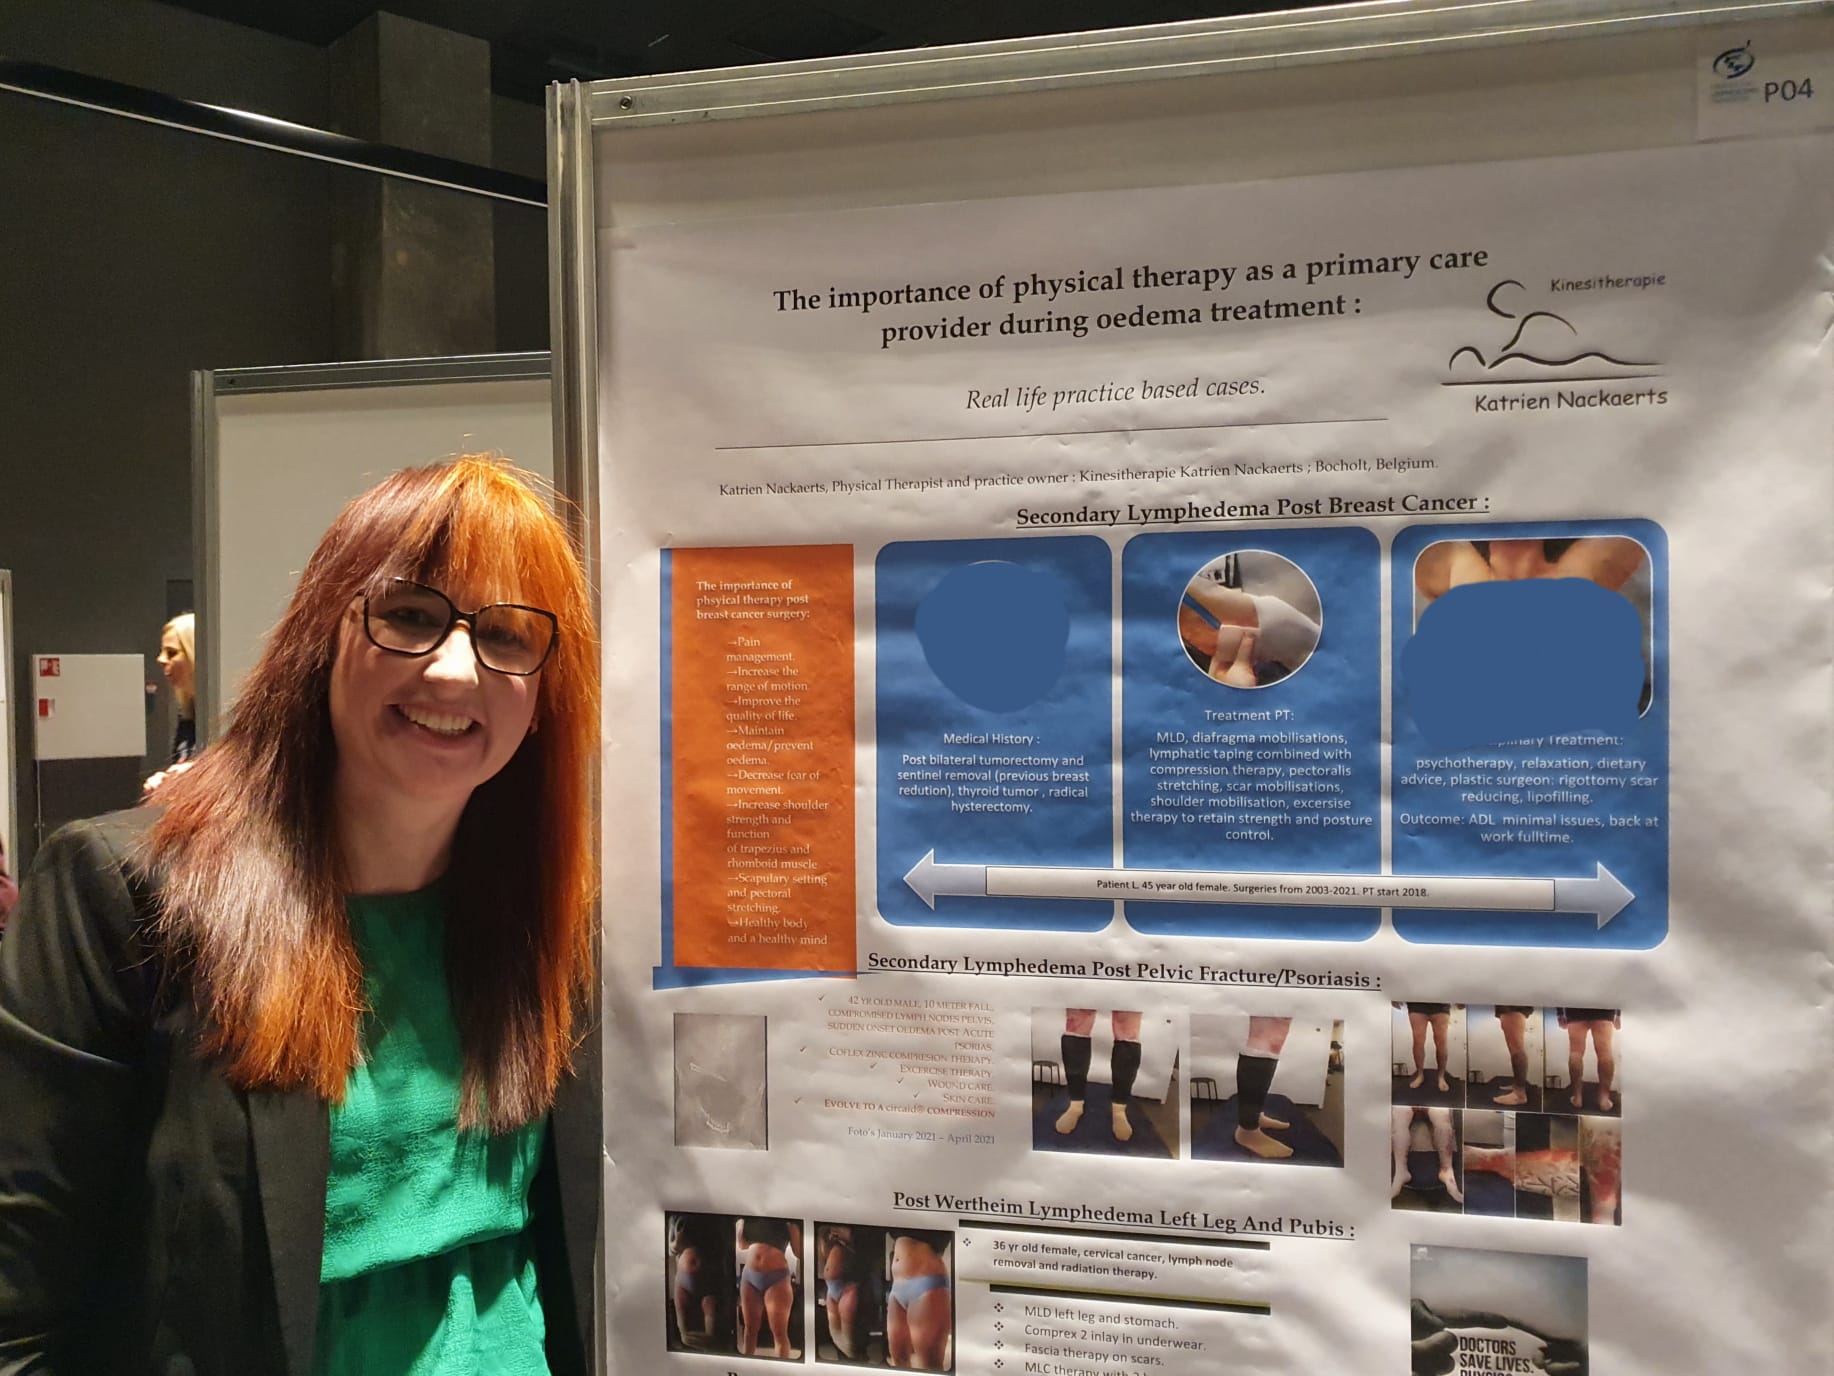 P04
The importance of physical therapy as a primary care
provider during oedema treatment :
Real life practice based cases.
Kinesitherapie
Katrien Nackaerts
Katrien Nackaerts, Physical Therapist and practice owner : Kinesitherapie Katrien Nackaerts ; Bocholt, Belgium.
Secondary Lymphedema Post Breast Cancer :
The importance of
phsyical therapy post
breast cancer surgery:
→Pain
management.
→Increase the
range of motion.
→Improve the
quality of life.
→Maintain
oedema/prevent
oedema.
→Decrease fear of
movement.
→Increase shoulder
strength and
function
of trapezius and
rhomboid muscle
→Scapulary setting
and pectoral
stretching.
→Healthy body
and a healthy mind
Medical History :
Post bilateral tumorectomy and
sentinel removal (previous breast
redution), thyroid tumor , radical
hysterectomy.
Treatment PT:
MLD, diafragma mobilisations,
lymphatic taping combined with
compression therapy, pectoralis
stretching, scar mobilisations,
shoulder mobilisation, excersise
therapy to retain strength and posture
control.
Treatment:
psychotherapy, relaxation, dietary
advice, plastic surgeon: rigottomy scar
reducing, lipofilling.
Outcome: ADL minimal issues, back at
work fulltime.
Patient L. 45 year old female. Surgeries from 2003-2021. PT start 2018.
Secondary Lymphedema Post Pelvic Fracture/Psoriasis :
✓ 42 YR OLD MALE, 10 METER FALL,
COMPROMISED LYMPH NODES PELVIS,
SUDDEN ONSET OEDEMA POST ACUTE
PSORIAS.
✓ COFLEX ZINC COMPRESION THERAPY.
✓ EXCERCISE THERAPY.
✓ WOUND CARE.
✓ SKIN CARE.
✓ EVOLVE TO A circaid® COMPRESSION
Foto's January 2021 – April 2021
Post Wertheim Lymphedema Left Leg And Pubis :
❖ 36 yr old female, cervical cancer, lymph node
removal and radiation therapy.
❖ MLD left leg and stomach.
❖ Comprex 2 inlay in underwear.
❖ Fascia therapy on scars.
❖ MLC therapy with
DOCTORS
SAVE LIVES.